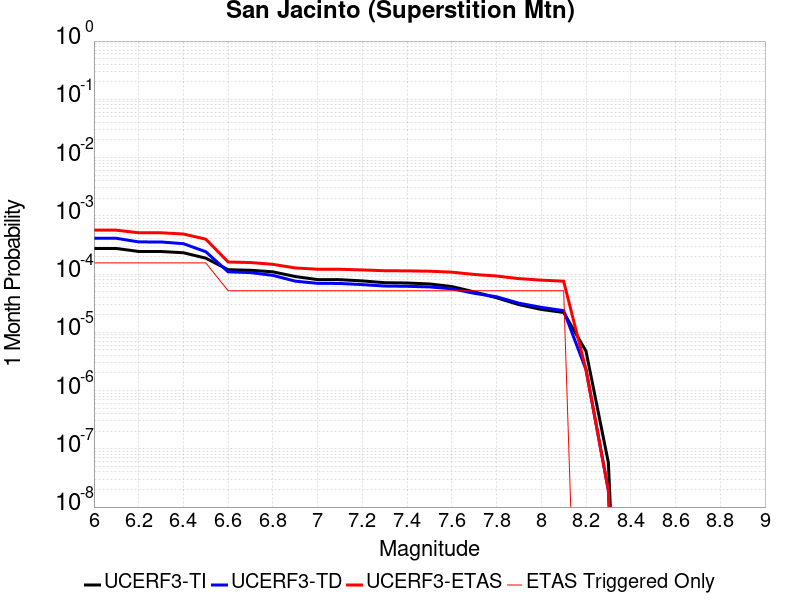 San Jacinto (Superstition Mtn)
10^0
10^-1
10^-2
10^-3
10^-4
10^-5
10^-6
10^-7
10^-8
1 Month Probability
6 6.2 6.4 6.6 6.8 7 7.2 7.4 7.6 7.8 8 8.2 8.4 8.6 8.8 9
Magnitude
UCERF3-TI UCERF3-TD UCERF3-ETAS ETAS Triggered Only